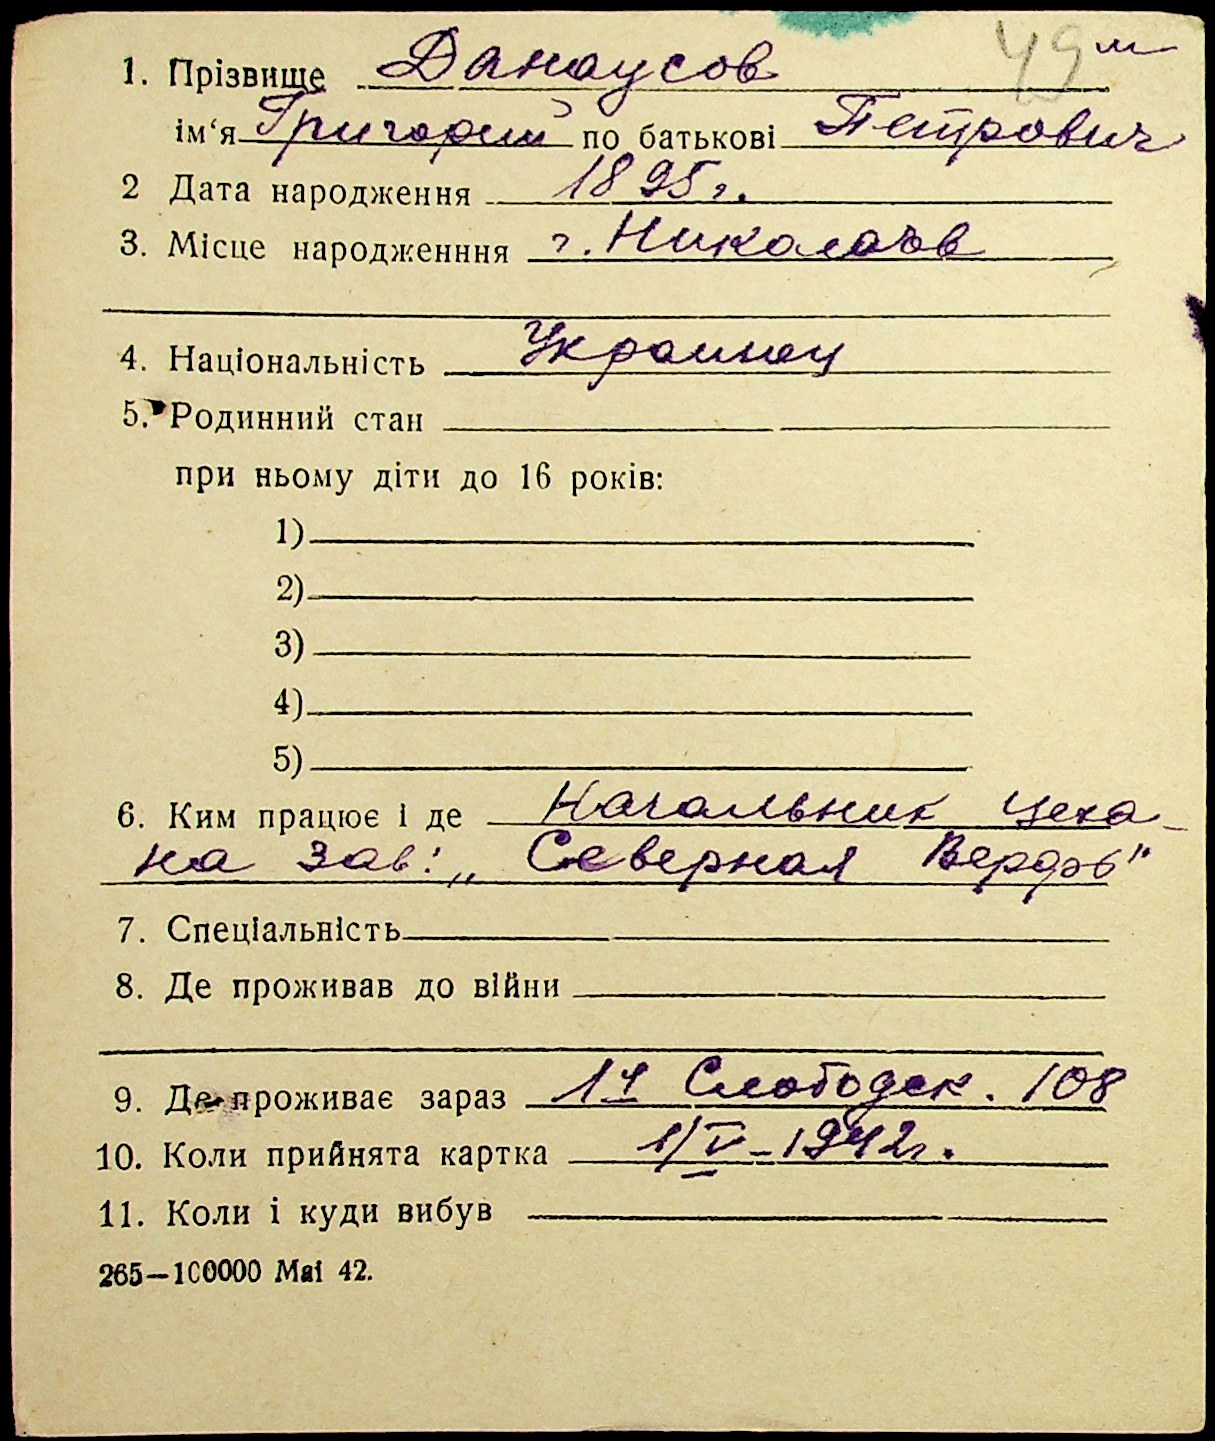 49 м
1. Прізвище Данаусов
ім‘я Григорий по батькові Петрович
2 Дата народження 1895 г.
3. Місце народженння г. Николаев
4. Національність Украинец
5. Родинний стан
при ньому діти до 16 років:
1)
2)
3)
4)
5)
6. Ким працює і де Начальник цеха
на зав: „Северная Верфь"
7. Спеціальність
8. Де проживав до війни
9. Де проживає зараз 14 Слободск. 108
10. Коли прийнята картка 1/V-1942г.
11. Коли і куди вибув
265—100000 Mai 42.